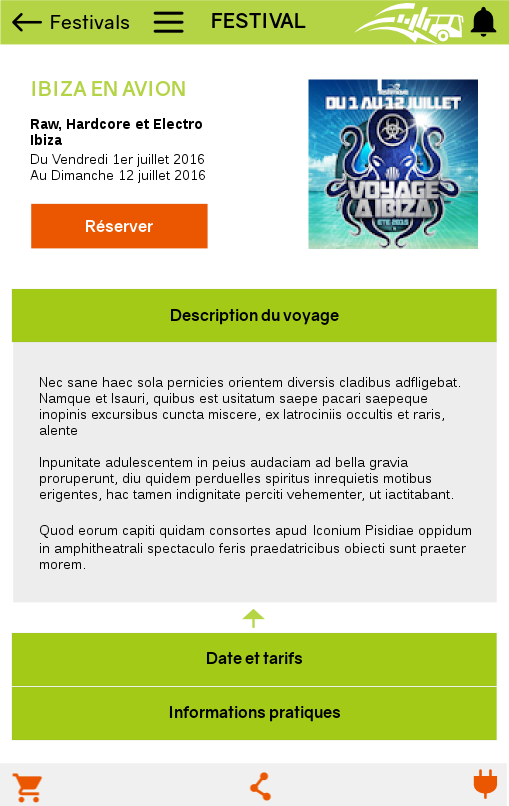 Festivals
FESTIVAL
IBIZA EN AVION
Raw, Hardcore et Electro
Ibiza
Du Vendredi 1er juillet 2016
Au Dimanche 12 juillet 2016
Réserver
DU 1 AU 12 JUILLET
VOYAGE
A IBIZA
Description du voyage
Nec sane haec sola pernicies orientem diversis cladibus adfligebat.
Namque et Isauri, quibus est usitatum saepe pacari saepeque
inopinis excursibus cuncta miscere, ex latrociniis occultis et raris,
alente
Inpunitate adulescentem in peius audaciam ad bella gravia
proruperunt, diu quidem perduelles spiritus inrequietis motibus
erigentes, hac tamen indignitate perciti vehementer, ut iactitabant.
Quod eorum capiti quidam consortes apud Iconium Pisidiae oppidum
in amphitheatrali spectaculo feris praedatricibus obiecti sunt praeter
morem.
Date et tarifs
Informations pratiques